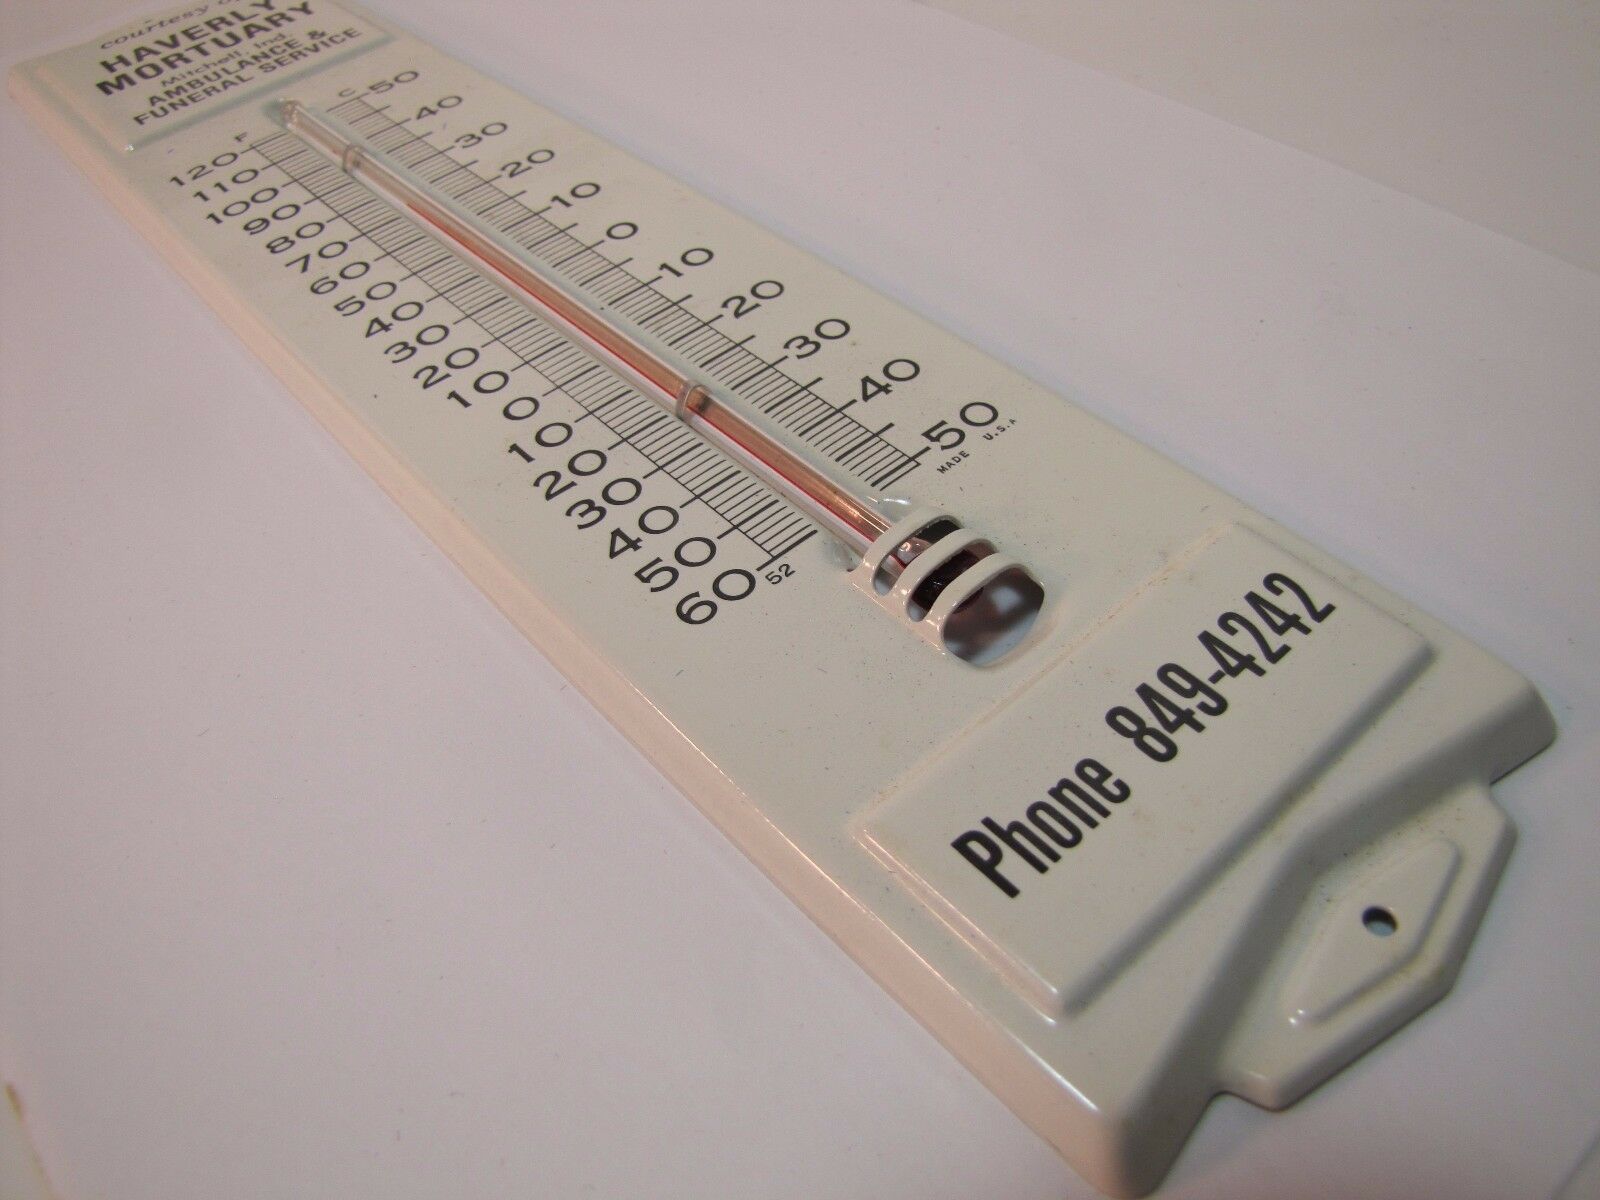 courtesy of
HAVERLY
MORTUARY
Mitchell, Ind.
AMBULANCE &
FUNERAL SERVICE
F C
120 50
110 40
100 30
90 20
80 10
70 0
60 10
50 20
40 30
30 40
20 50
10
0
10
20
30
40
50
60
52
MADE U.S.A
Phone 849-4242